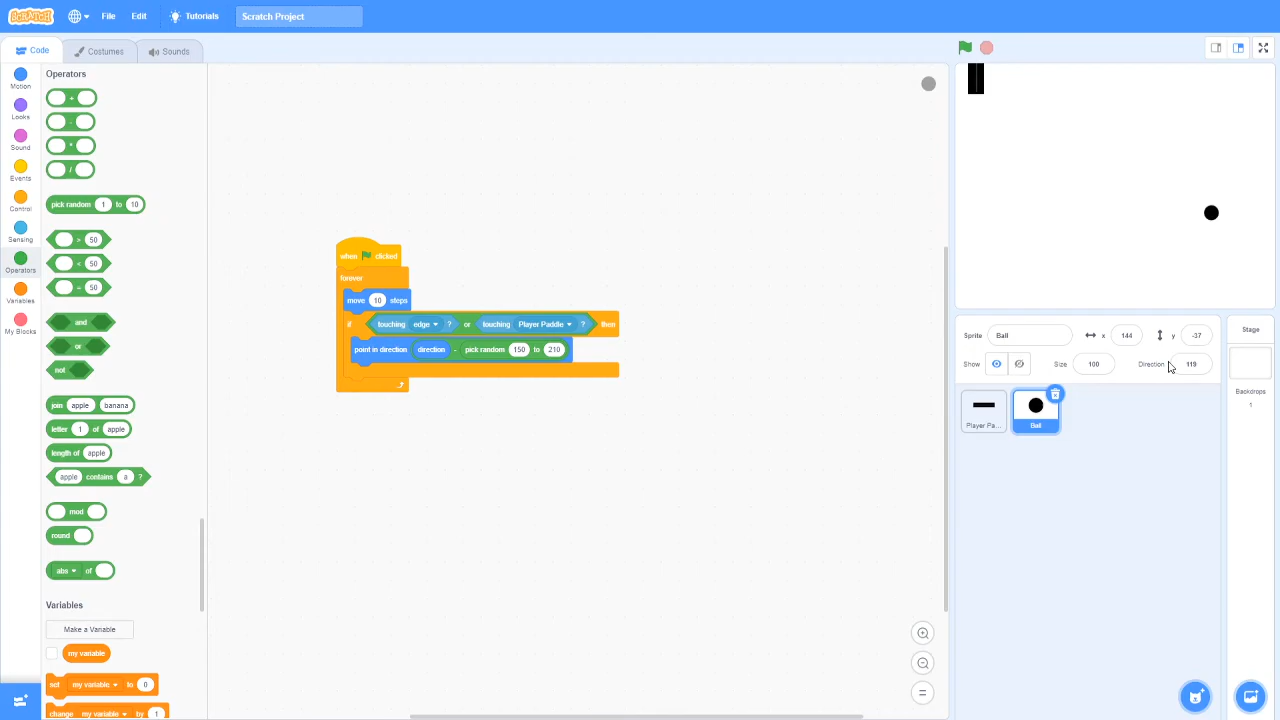 SCRATCH File Edit Tutorials Scratch Project
Code Costumes Sounds
Motion
Looks
Sound
Events
Control
Sensing
Operators
Variables
My Blocks
Operators
+
-
*
/
pick random 1 to 10
> 50
< 50
= 50
and
or
not
join apple banana
letter 1 of apple
length of apple
apple contains a ?
mod
round
abs of
Variables
Make a Variable
my variable
set my variable to 0
change my variable by 1
when clicked
forever
move 10 steps
if touching edge ? or touching Player Paddle ? then
point in direction direction - pick random 150 to 210
Sprite Ball x 144 y -37
Show Size 100 Direction 119
Player Pa...
Ball
Stage
Backdrops
1